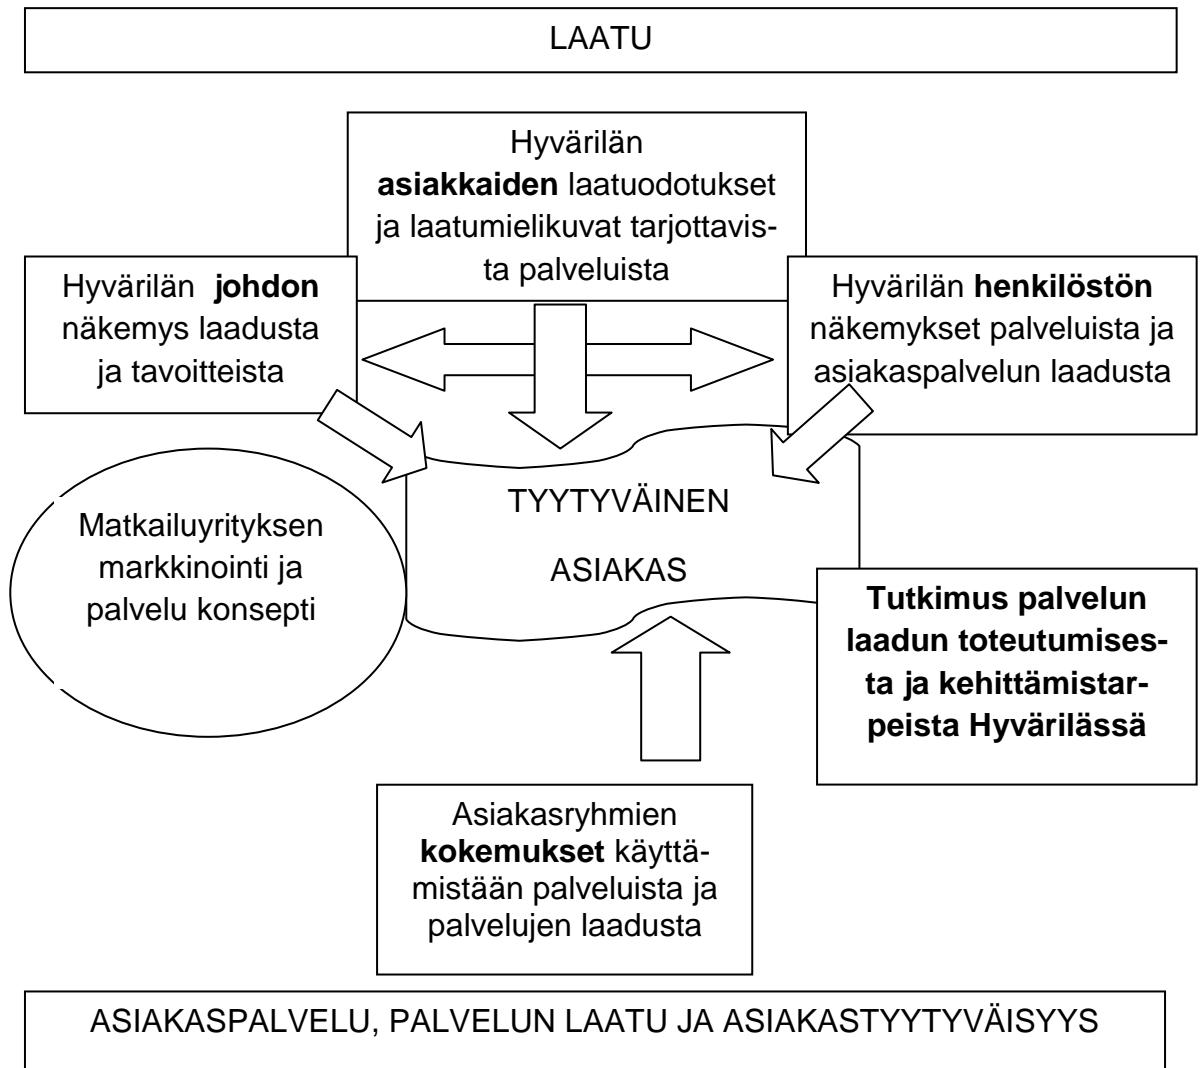 LAATU
Hyvärilän
asiakkaiden laatuodotukset
ja laatumielikuvat tarjottavis-
ta palveluista
Hyvärilän johdon
näkemys laadusta
ja tavoitteista
Hyvärilän henkilöstön
näkemykset palveluista ja
asiakaspalvelun laadusta
TYYTYVÄINEN
ASIAKAS
Matkailuyrityksen
markkinointi ja
palvelu konsepti
Tutkimus palvelun
laadun toteutumises-
ta ja kehittämistar-
peista Hyvärilässä
Asiakasryhmien
kokemukset käyttä-
mistään palveluista ja
palvelujen laadusta
ASIAKASPALVELU, PALVELUN LAATU JA ASIAKASTYYTYVÄISYYS